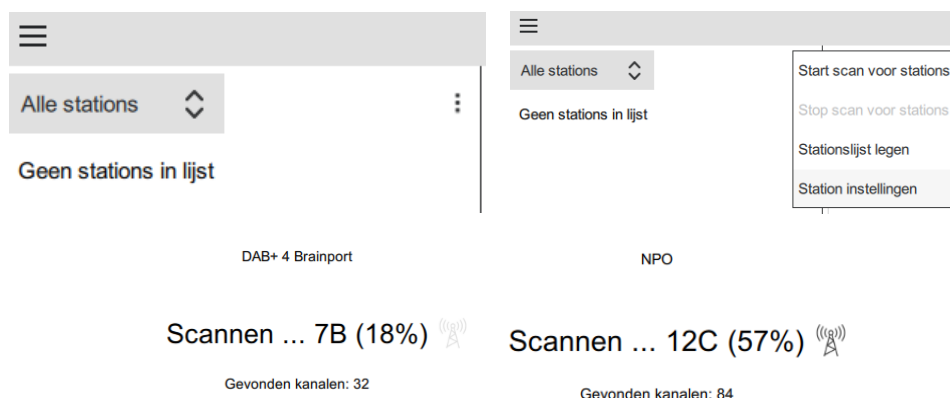 Alle stations
Geen stations in lijst
Alle stations
Geen stations in lijst
Start scan voor stations
Stop scan voor stations
Stationslijst legen
Station instellingen
DAB+ 4 Brainport
Scannen ... 7B (18%)
Gevonden kanalen: 32
NPO
Scannen ... 12C (57%)
Gevonden kanalen: 84